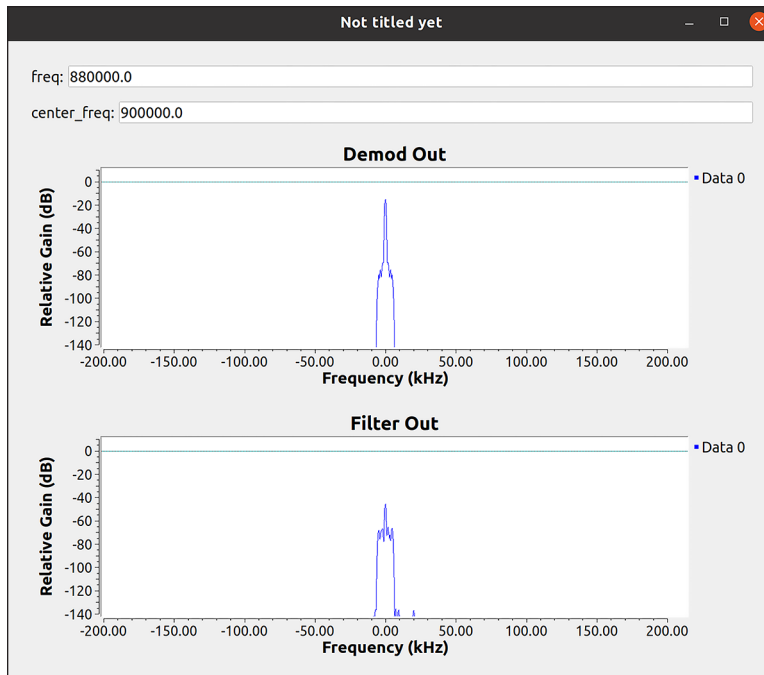 Not titled yet
freq: 880000.0
center_freq: 900000.0
Demod Out
Data 0
Relative Gain (dB)
0
-20
-40
-60
-80
-100
-120
-140
-200.00 -150.00 -100.00 -50.00 0.00 50.00 100.00 150.00 200.00
Frequency (kHz)
Filter Out
Data 0
Relative Gain (dB)
0
-20
-40
-60
-80
-100
-120
-140
-200.00 -150.00 -100.00 -50.00 0.00 50.00 100.00 150.00 200.00
Frequency (kHz)